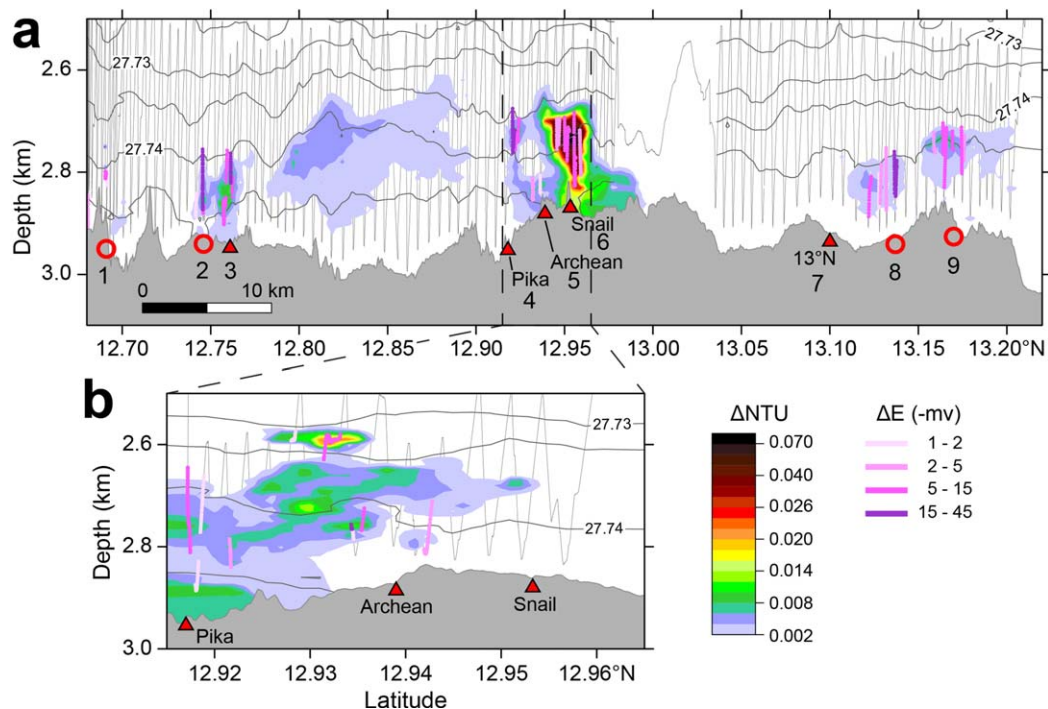 a
27.73
27.73
27.74
27.74
2.6
2.8
3.0
Depth (km)
1
2
3
Pika
4
Archean
5
Snail
6
13°N
7
8
9
0 10 km
12.70 12.75 12.80 12.85 12.90 12.95 13.00 13.05 13.10 13.15 13.20°N
b
27.73
27.74
2.6
2.8
3.0
Depth (km)
Pika
Archean
Snail
12.92 12.93 12.94 12.95 12.96°N
Latitude
ΔNTU
0.070
0.040
0.026
0.020
0.014
0.008
0.002
ΔE (-mv)
1 - 2
2 - 5
5 - 15
15 - 45